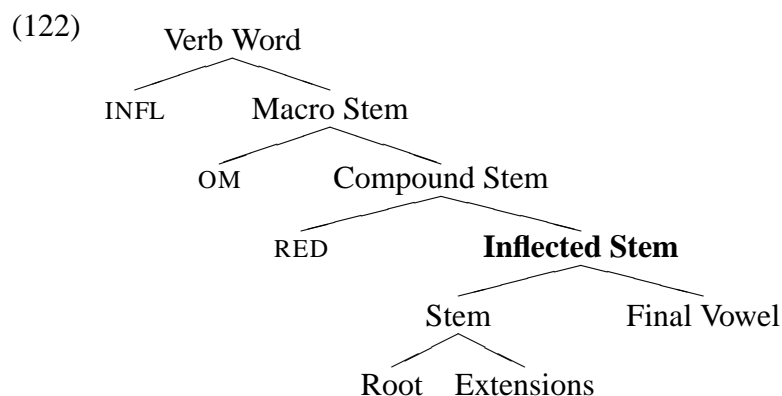 (122)
Verb Word
INFL Macro Stem
OM Compound Stem
RED Inflected Stem
Stem Final Vowel
Root Extensions